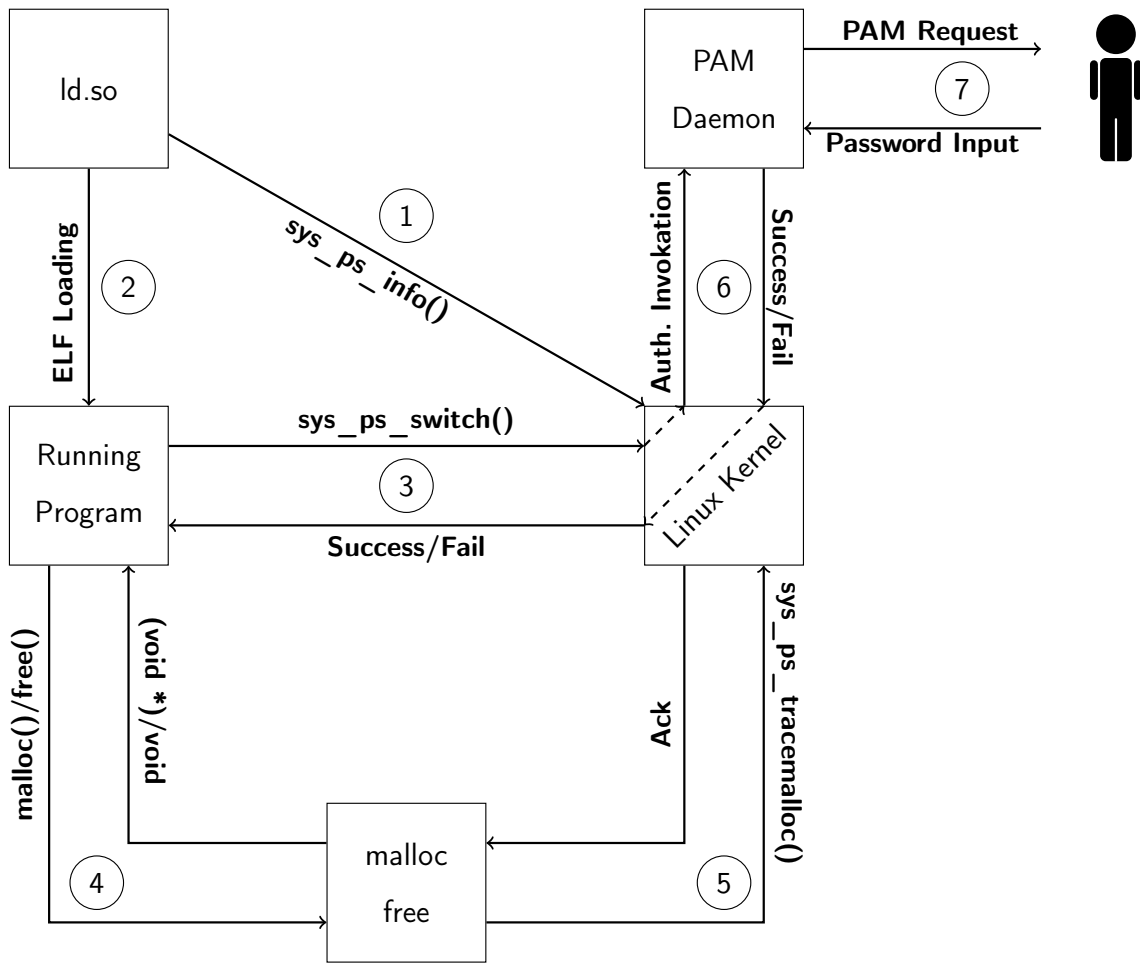 ld.so
PAM
Daemon
PAM Request
7
Password Input
1
sys_ps_info()
2
ELF Loading
Auth. Invokation
6
Success/Fail
Running
Program
sys_ps_switch()
3
Success/Fail
Linux Kernel
malloc()/free()
(void *)/void
Ack
sys_ps_tracemalloc()
malloc
free
4
5